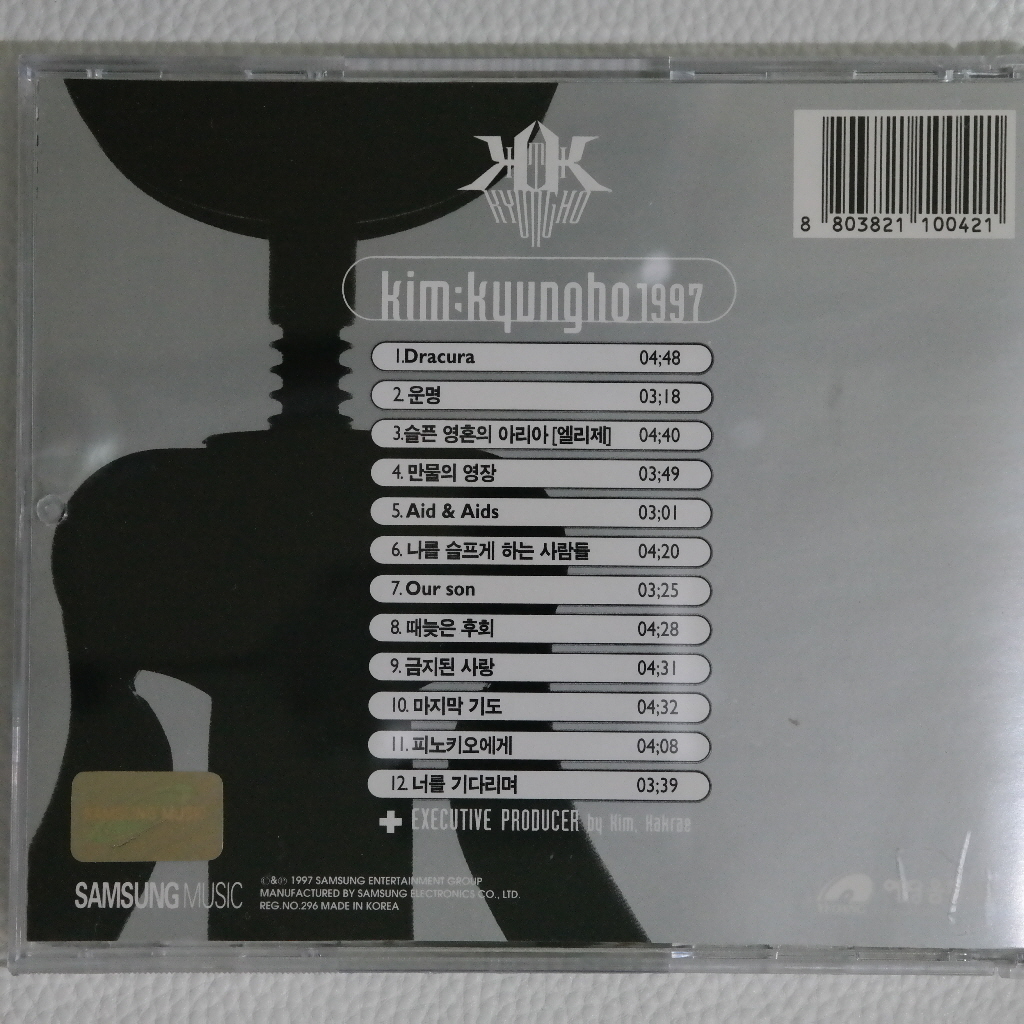 KIM
KYUNGHO
8 803821 100421
kim:kyungho 1997
1.Dracura 04;48
2.운명 03;18
3.슬픈 영혼의 아리아 [엘리제] 04;40
4.만물의 영장 03;49
5.Aid & Aids 03;01
6.나를 슬프게 하는 사람들 04;20
7.Our son 03;25
8.때늦은 후회 04;28
9.금지된 사랑 04;31
10.마지막 기도 04;32
11.피노키오에게 04;08
12.너를 기다리며 03;39
EXECUTIVE PRODUCER by Kim, Hakrae
SAMSUNG MUSIC
SAMSUNG MUSIC
©&℗ 1997 SAMSUNG ENTERTAINMENT GROUP
MANUFACTURED BY SAMSUNG ELECTRONICS CO., LTD.
REG.NO.296 MADE IN KOREA